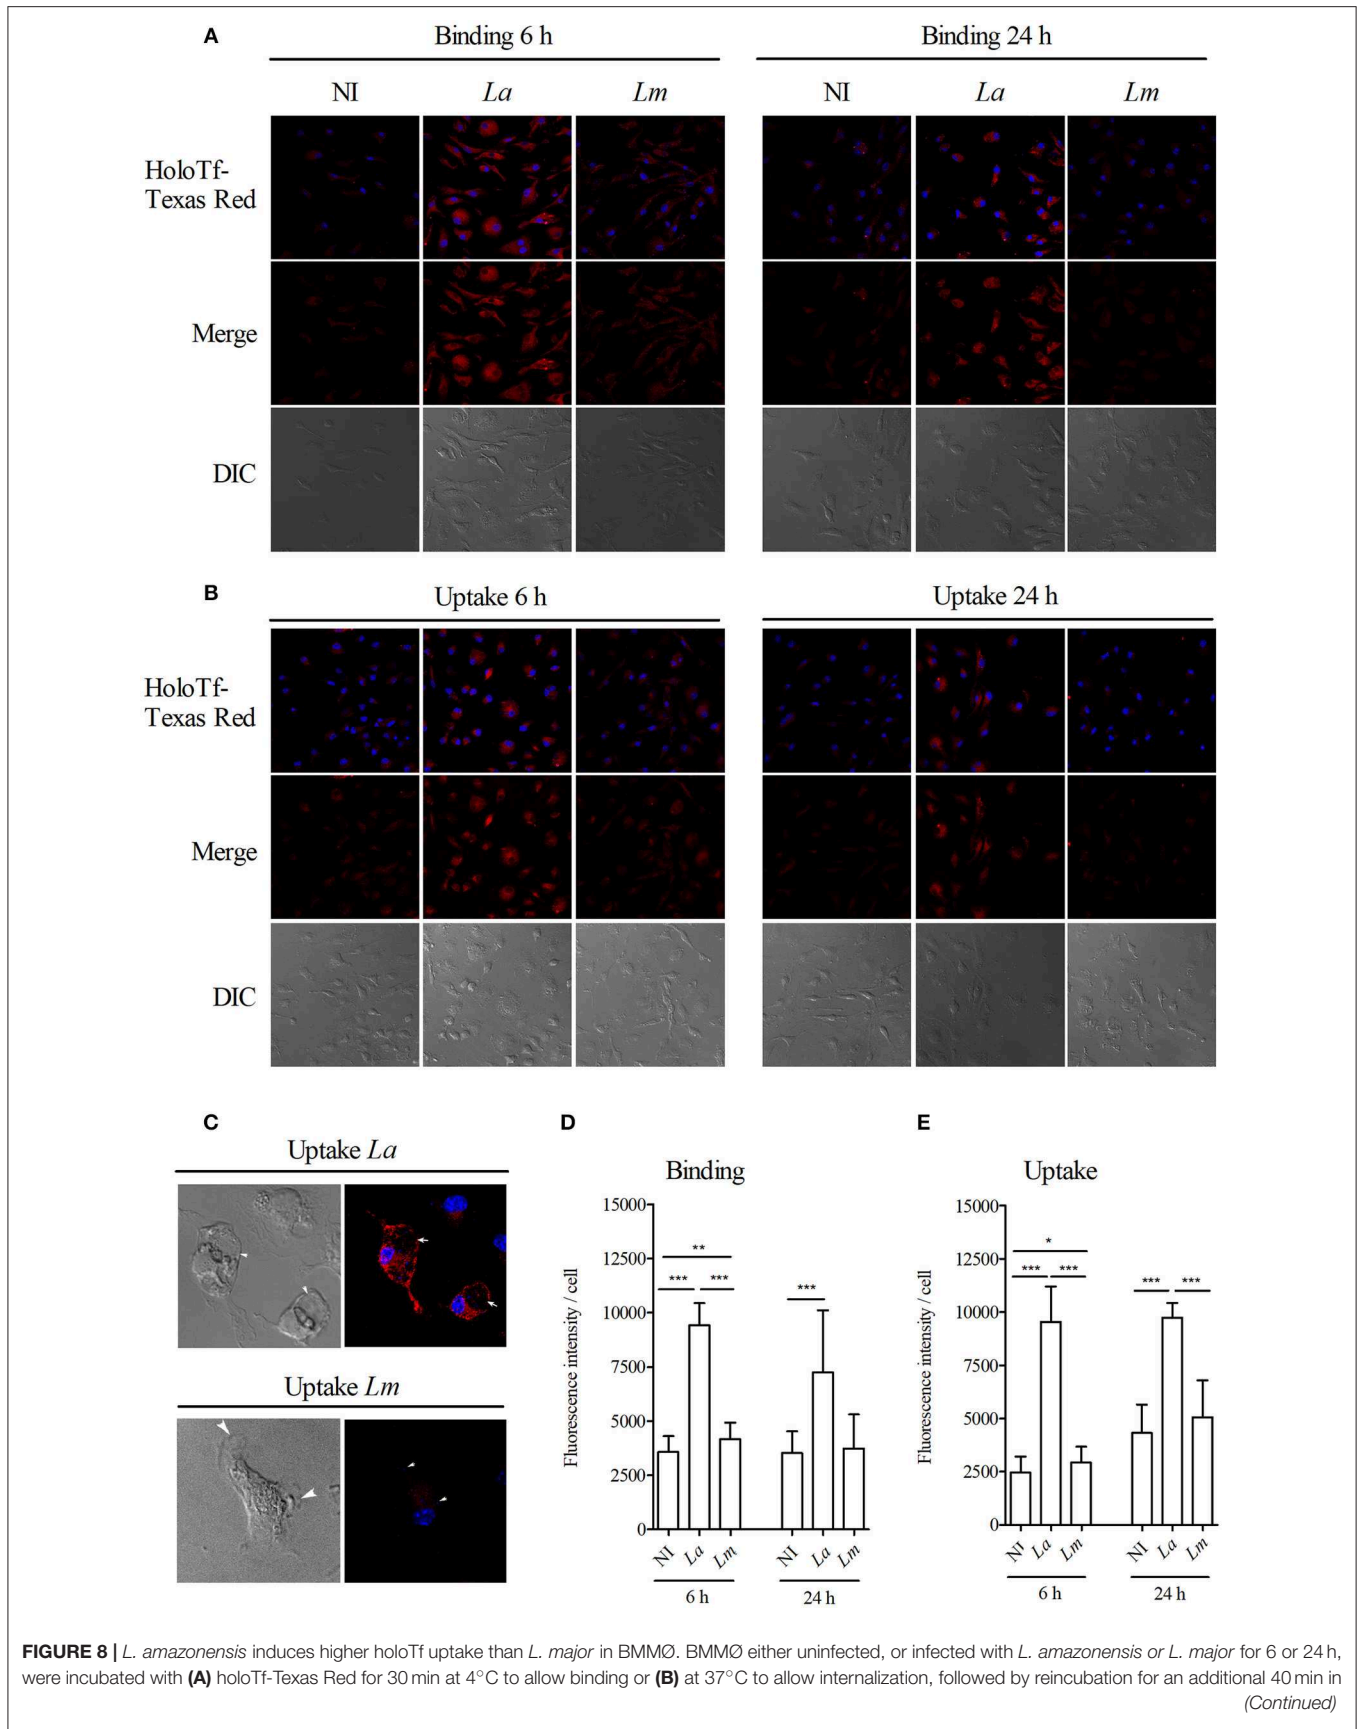 A
Binding 6 h
Binding 24 h
NI La Lm NI La Lm
HoloTf-
Texas Red
Merge
DIC
B
Uptake 6 h
Uptake 24 h
HoloTf-
Texas Red
Merge
DIC
C
Uptake La
Uptake Lm
D
Binding
Fluorescence intensity / cell
15000
12500
10000
7500
5000
2500
0
**
*** ***
***
NI La Lm NI La Lm
6 h 24 h
E
Uptake
Fluorescence intensity / cell
15000
12500
10000
7500
5000
2500
0
*
*** ***
*** ***
NI La Lm NI La Lm
6 h 24 h
FIGURE 8 | L. amazonensis induces higher holoTf uptake than L. major in BMMØ. BMMØ either uninfected, or infected with L. amazonensis or L. major for 6 or 24 h,
were incubated with (A) holoTf-Texas Red for 30 min at 4°C to allow binding or (B) at 37°C to allow internalization, followed by reincubation for an additional 40 min in
(Continued)